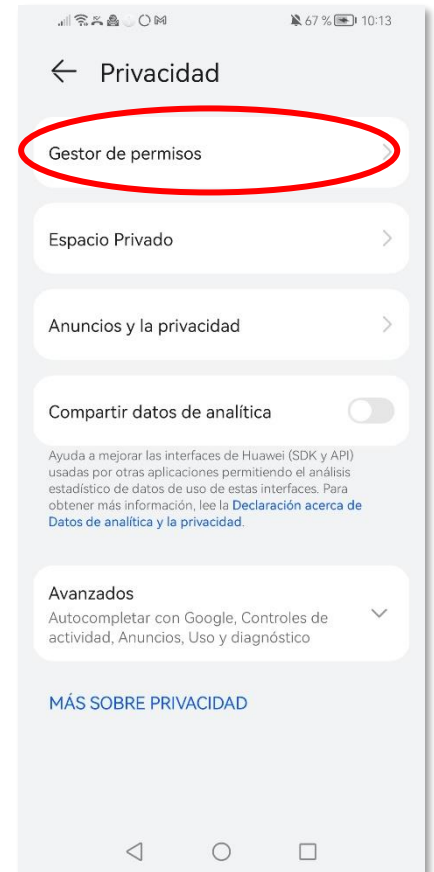 67 % 10:13
Privacidad
Gestor de permisos
Espacio Privado
Anuncios y la privacidad
Compartir datos de analítica
Ayuda a mejorar las interfaces de Huawei (SDK y API)
usadas por otras aplicaciones permitiendo el análisis
estadístico de datos de uso de estas interfaces. Para
obtener más información, lee la Declaración acerca de
Datos de analítica y la privacidad.
Avanzados
Autocompletar con Google, Controles de
actividad, Anuncios, Uso y diagnóstico
MÁS SOBRE PRIVACIDAD